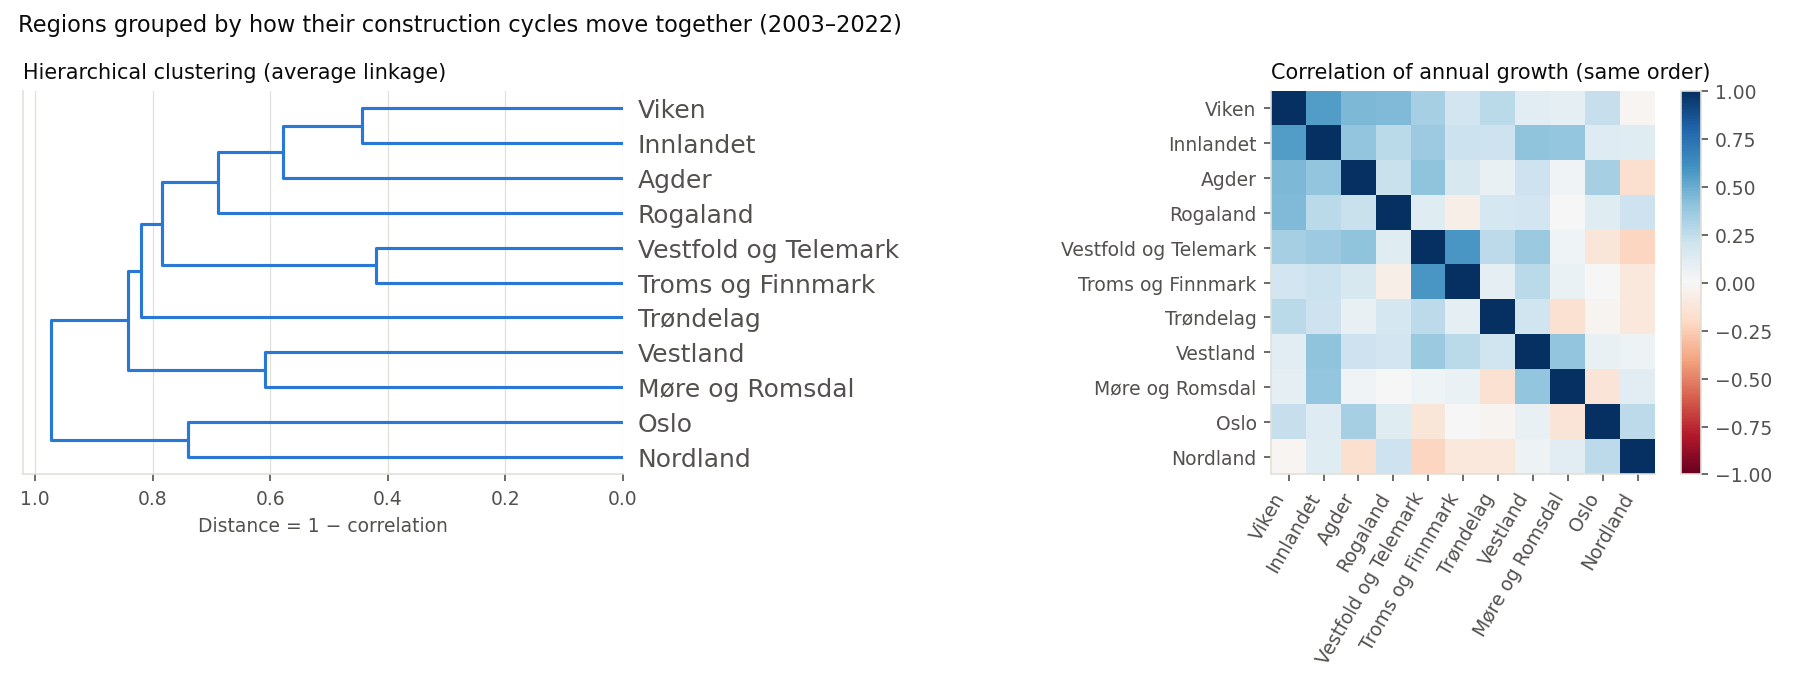 Regions grouped by how their construction cycles move together (2003–2022)
Hierarchical clustering (average linkage)
Viken
Innlandet
Agder
Rogaland
Vestfold og Telemark
Troms og Finnmark
Trøndelag
Vestland
Møre og Romsdal
Oslo
Nordland
1.0
0.8
0.6
0.4
0.2
0.0
Distance = 1 − correlation
Correlation of annual growth (same order)
Viken
Innlandet
Agder
Rogaland
Vestfold og Telemark
Troms og Finnmark
Trøndelag
Vestland
Møre og Romsdal
Oslo
Nordland
Viken
Innlandet
Agder
Rogaland
Vestfold og Telemark
Troms og Finnmark
Trøndelag
Vestland
Møre og Romsdal
Oslo
Nordland
1.00
0.75
0.50
0.25
0.00
−0.25
−0.50
−0.75
−1.00